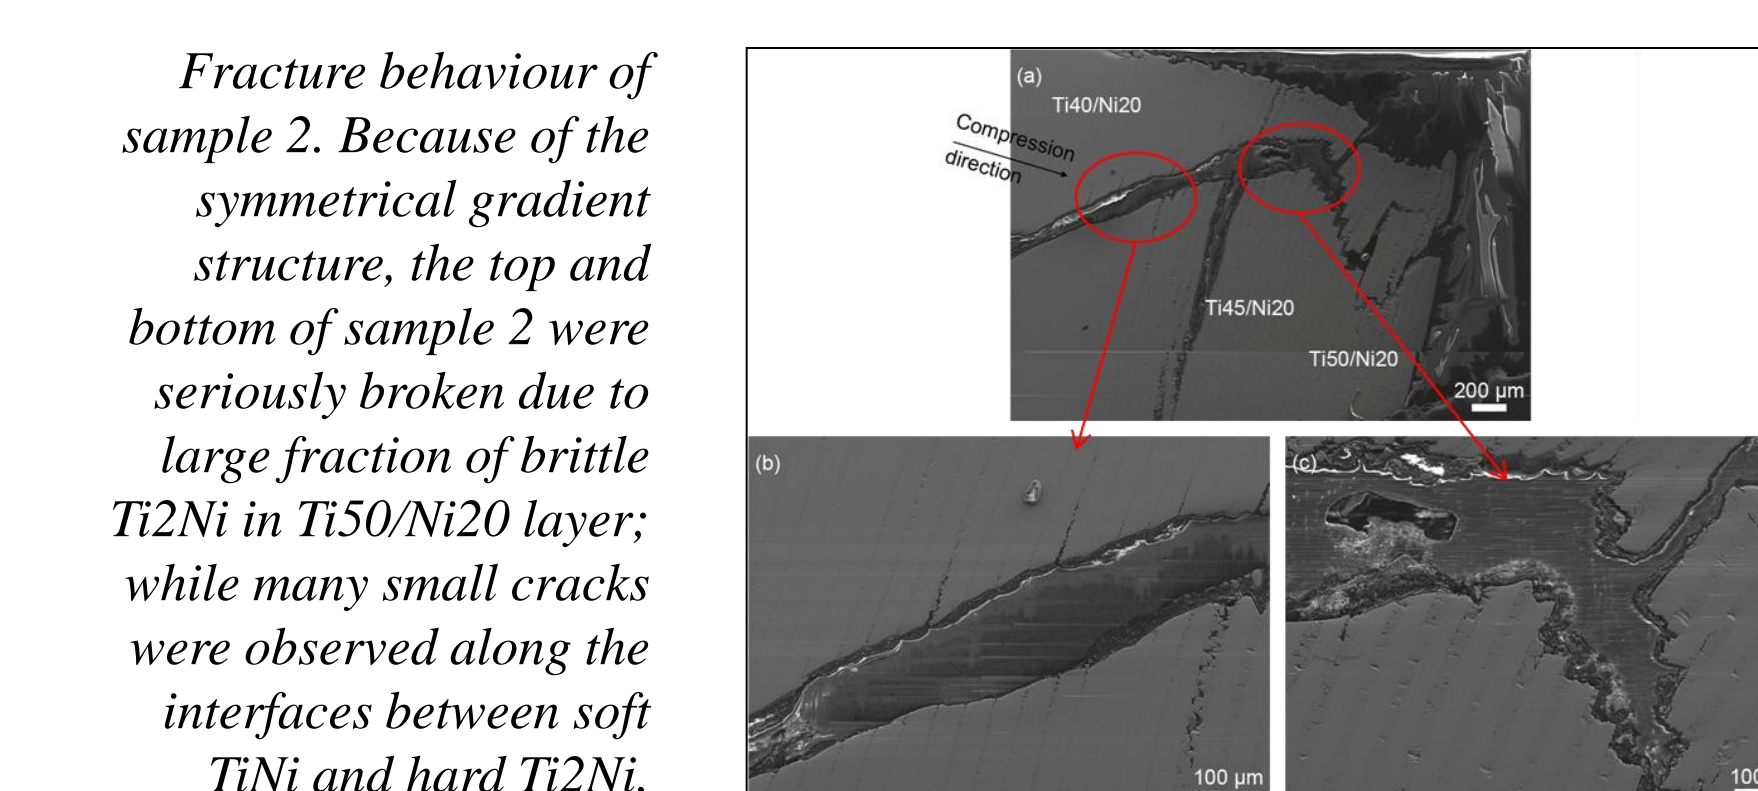 Fracture behaviour of
sample 2. Because of the
symmetrical gradient
structure, the top and
bottom of sample 2 were
seriously broken due to
large fraction of brittle
Ti2Ni in Ti50/Ni20 layer;
while many small cracks
were observed along the
interfaces between soft
TiNi and hard Ti2Ni.
(a)
Ti40/Ni20
Compression
direction
Ti45/Ni20
Ti50/Ni20
200 µm
(b)
100 µm
(c)
100